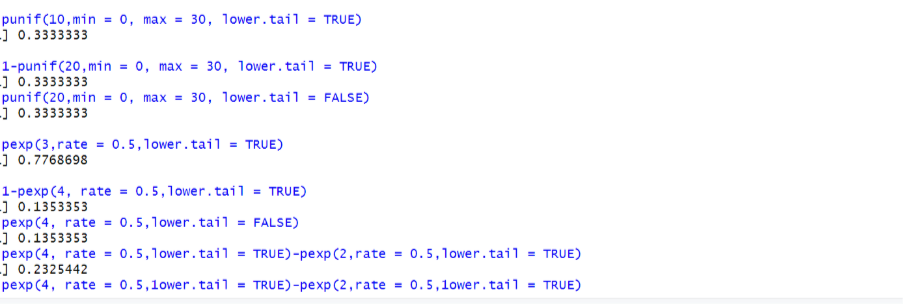 punif(10,min = 0, max = 30, lower.tail = TRUE)
] 0.3333333
1-punif(20,min = 0, max = 30, lower.tail = TRUE)
] 0.3333333
punif(20,min = 0, max = 30, lower.tail = FALSE)
] 0.3333333
pexp(3,rate = 0.5,lower.tail = TRUE)
] 0.7768698
1-pexp(4, rate = 0.5,lower.tail = TRUE)
] 0.1353353
pexp(4, rate = 0.5,lower.tail = FALSE)
] 0.1353353
pexp(4, rate = 0.5,lower.tail = TRUE)-pexp(2,rate = 0.5,lower.tail = TRUE)
] 0.2325442
pexp(4, rate = 0.5,lower.tail = TRUE)-pexp(2,rate = 0.5,lower.tail = TRUE)